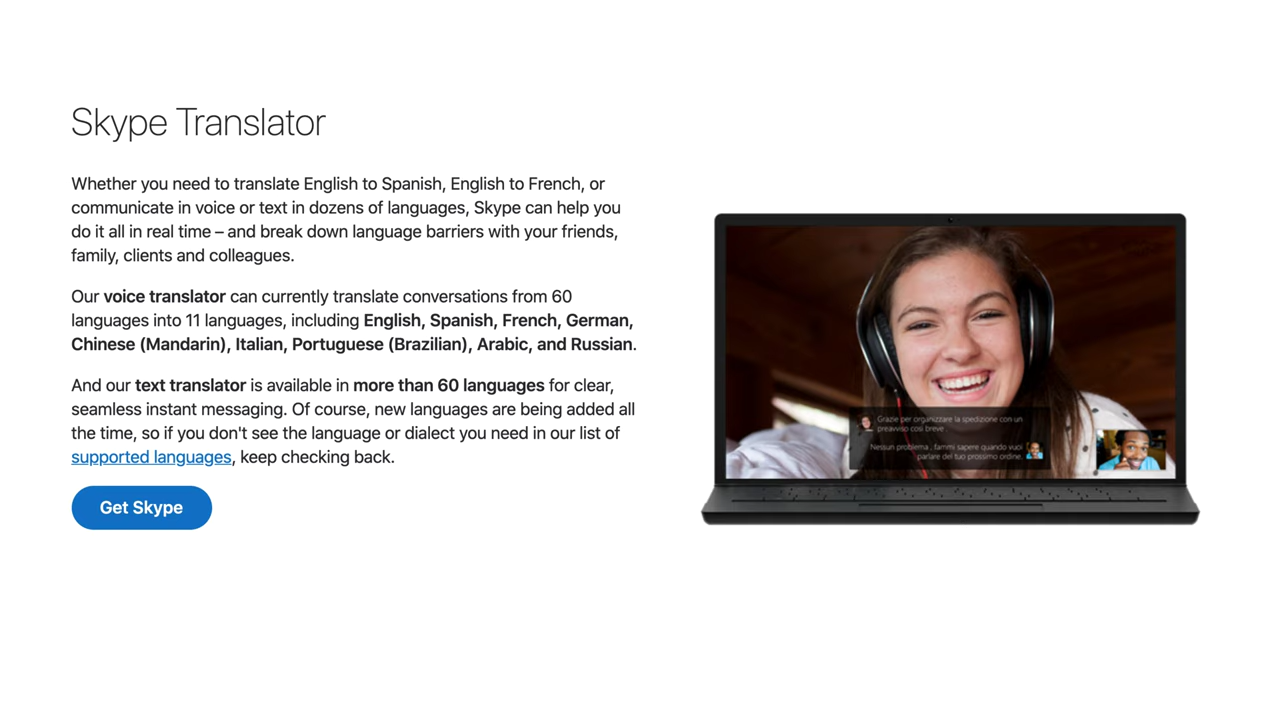 Skype Translator
Whether you need to translate English to Spanish, English to French, or
communicate in voice or text in dozens of languages, Skype can help you
do it all in real time – and break down language barriers with your friends,
family, clients and colleagues.
Our voice translator can currently translate conversations from 60
languages into 11 languages, including English, Spanish, French, German,
Chinese (Mandarin), Italian, Portuguese (Brazilian), Arabic, and Russian.
And our text translator is available in more than 60 languages for clear,
seamless instant messaging. Of course, new languages are being added all
the time, so if you don't see the language or dialect you need in our list of
supported languages, keep checking back.
Get Skype
Grazie per organizzare la spedizione con un
preavviso così breve .
Nessun problema , fammi sapere quando vuoi
parlare del tuo prossimo ordine.